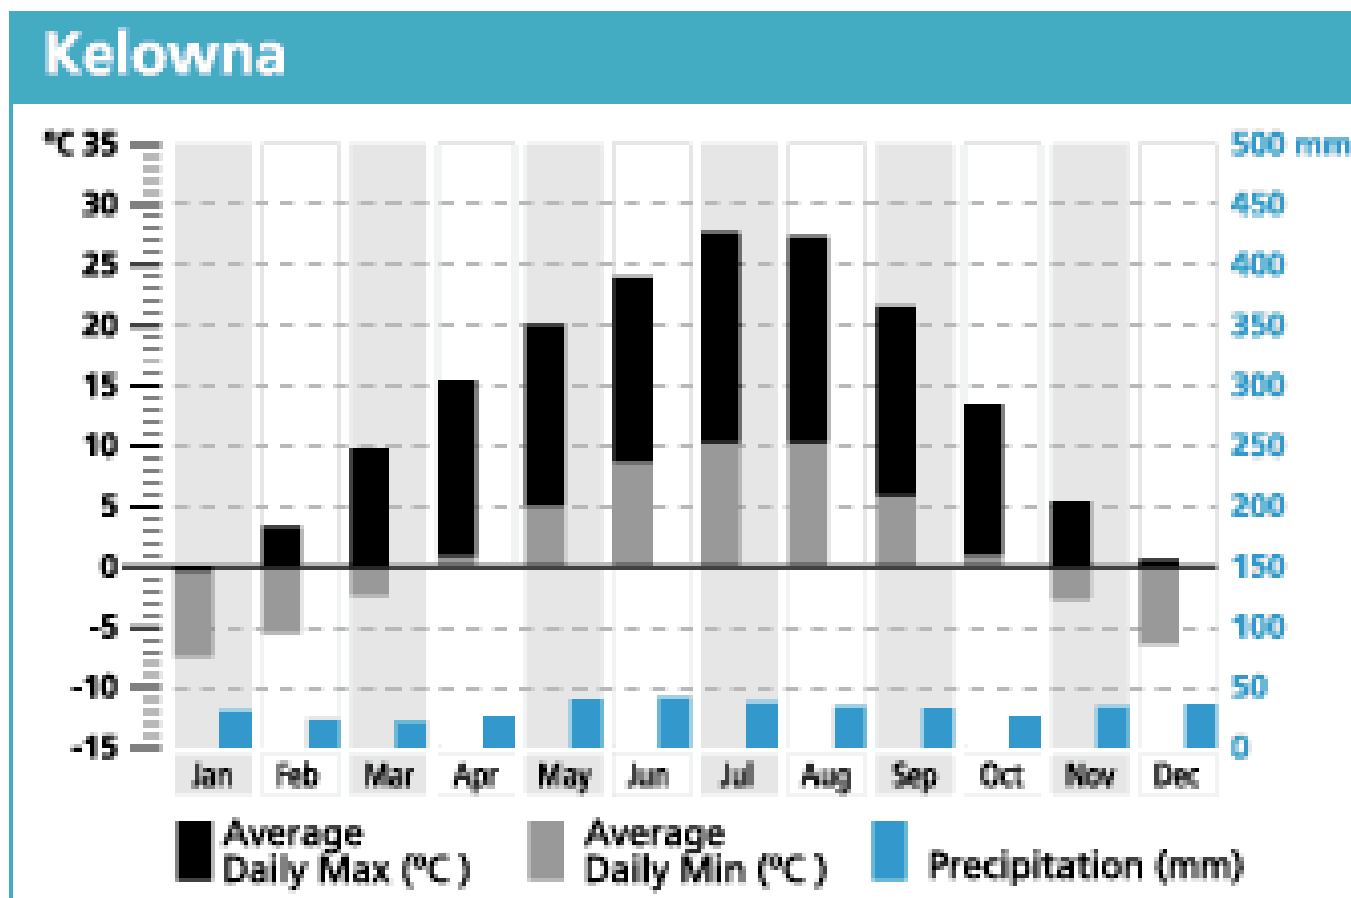 Kelowna
ºC 35 500 mm
30 450
25 400
20 350
15 300
10 250
5 200
0 150
-5 100
-10 50
-15 0
Jan Feb Mar Apr May Jun Jul Aug Sep Oct Nov Dec
Average Average
Daily Max (ºC ) Daily Min (ºC ) Precipitation (mm)